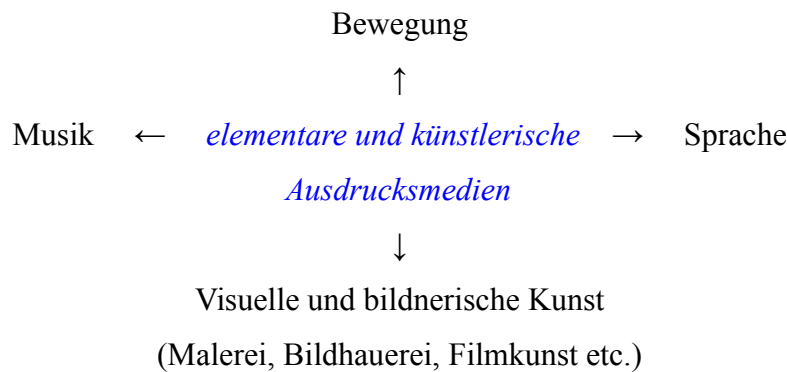 Bewegung
↑
Musik ← elementare und künstlerische → Sprache
Ausdrucksmedien
↓
Visuelle und bildnerische Kunst
(Malerei, Bildhauerei, Filmkunst etc.)